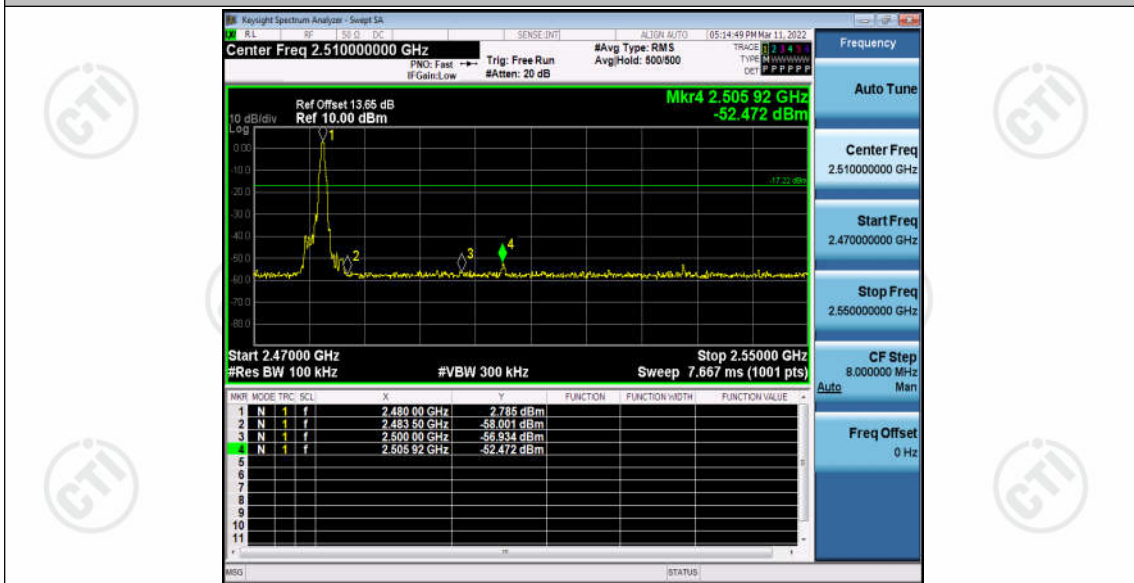 Keysight Spectrum Analyzer - Swept SA
RL RF 50 Ω DC SENSE:INT ALIGN AUTO 05:14:49 PM Mar 11, 2022
Center Freq 2.510000000 GHz
#Avg Type: RMS
TRACE 1 2 3 4 5 6
PNO: Fast Trig: Free Run Avg|Hold: 500/500
TYPE M WWWWW
IFGain:Low #Atten: 20 dB
DET P P P P P P
Frequency
Auto Tune
Mkr4 2.505 92 GHz
-52.472 dBm
Ref Offset 13.65 dB
10 dB/div Ref 10.00 dBm
Log
0.00
-10.0
-20.0
-30.0
-40.0
-50.0
-60.0
-70.0
-80.0
1
2
3
4
-17.22 dBm
Start 2.47000 GHz Stop 2.55000 GHz
#Res BW 100 kHz #VBW 300 kHz Sweep 7.667 ms (1001 pts)
Center Freq
2.510000000 GHz
Start Freq
2.470000000 GHz
Stop Freq
2.550000000 GHz
CF Step
8.000000 MHz
Auto Man
Freq Offset
0 Hz
MKR MODE TRC SCL X Y FUNCTION FUNCTION WIDTH FUNCTION VALUE
1 N 1 f 2.480 00 GHz 2.785 dBm
2 N 1 f 2.483 50 GHz -58.001 dBm
3 N 1 f 2.500 00 GHz -56.934 dBm
4 N 1 f 2.505 92 GHz -52.472 dBm
5
6
7
8
9
10
11
MSG STATUS
CTI
CTI
CTI
CTI